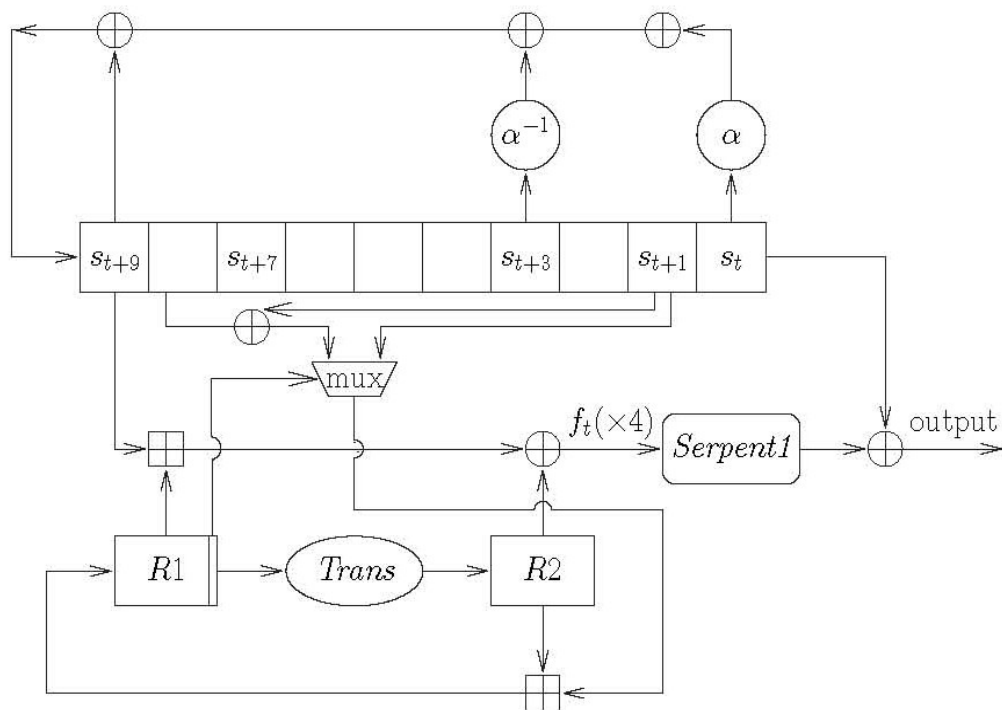 α⁻¹
α
s_{t+9}
s_{t+7}
s_{t+3}
s_{t+1}
s_t
mux
f_t(×4)
Serpent1
output
R1
Trans
R2